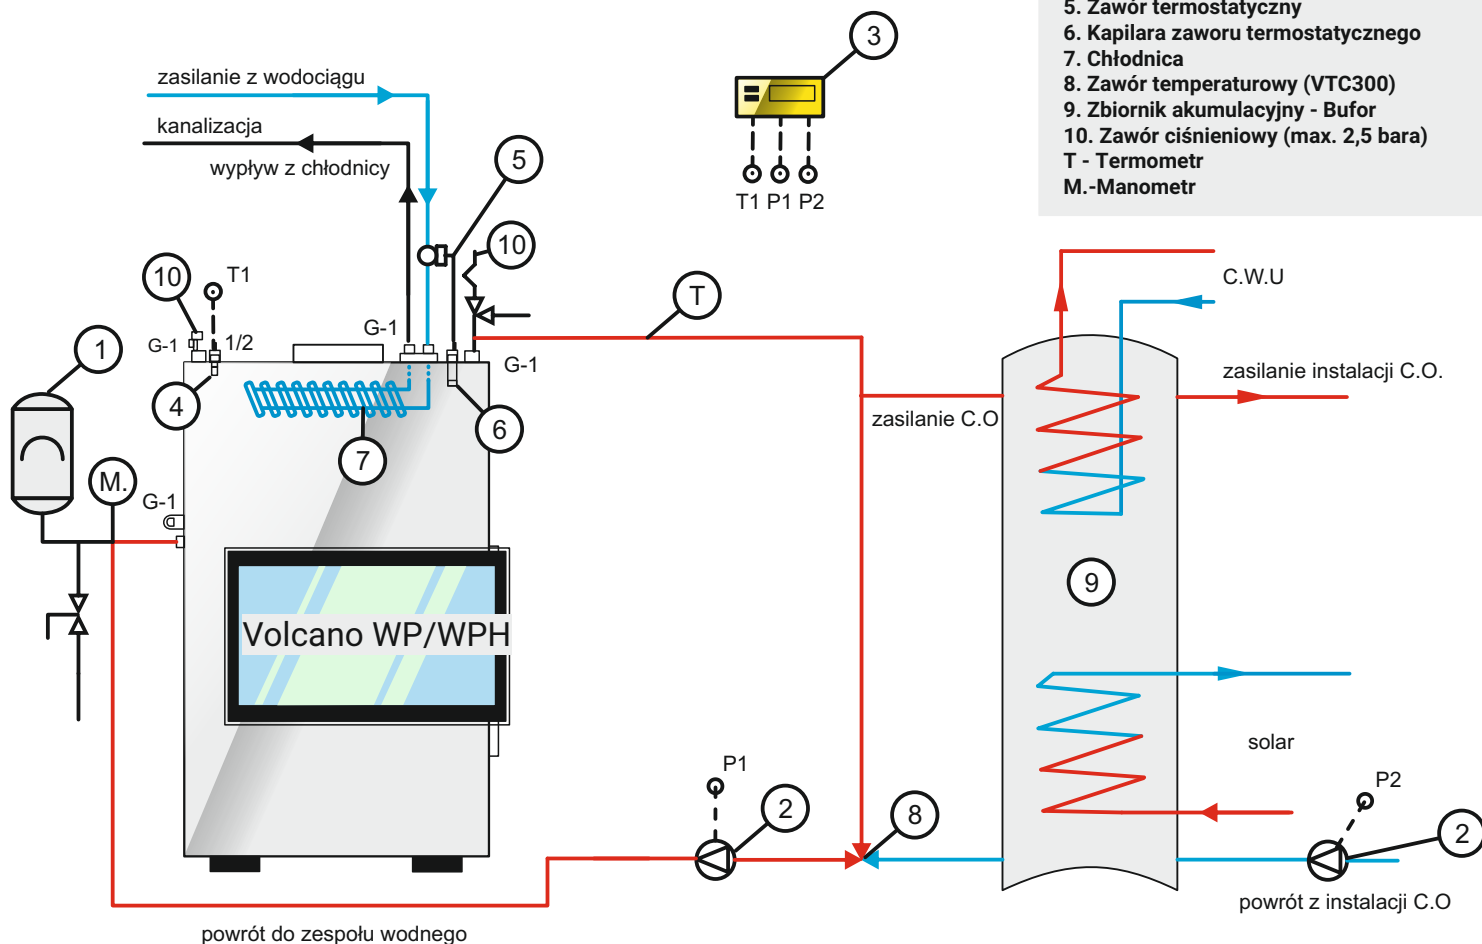 5. Zawór termostatyczny
6. Kapilara zaworu termostatycznego
7. Chłodnica
8. Zawór temperaturowy (VTC300)
9. Zbiornik akumulacyjny - Bufor
10. Zawór ciśnieniowy (max. 2,5 bara)
T - Termometr
M.-Manometr
3
zasilanie z wodociągu
kanalizacja
wypływ z chłodnicy
5
T1 P1 P2
10
10
T1
T
C.W.U
G-1
1/2
G-1
G-1
1
4
6
7
zasilanie instalacji C.O.
zasilanie C.O
M.
G-1
9
Volcano WP/WPH
solar
P1
P2
2
8
2
powrót z instalacji C.O
powrót do zespołu wodnego